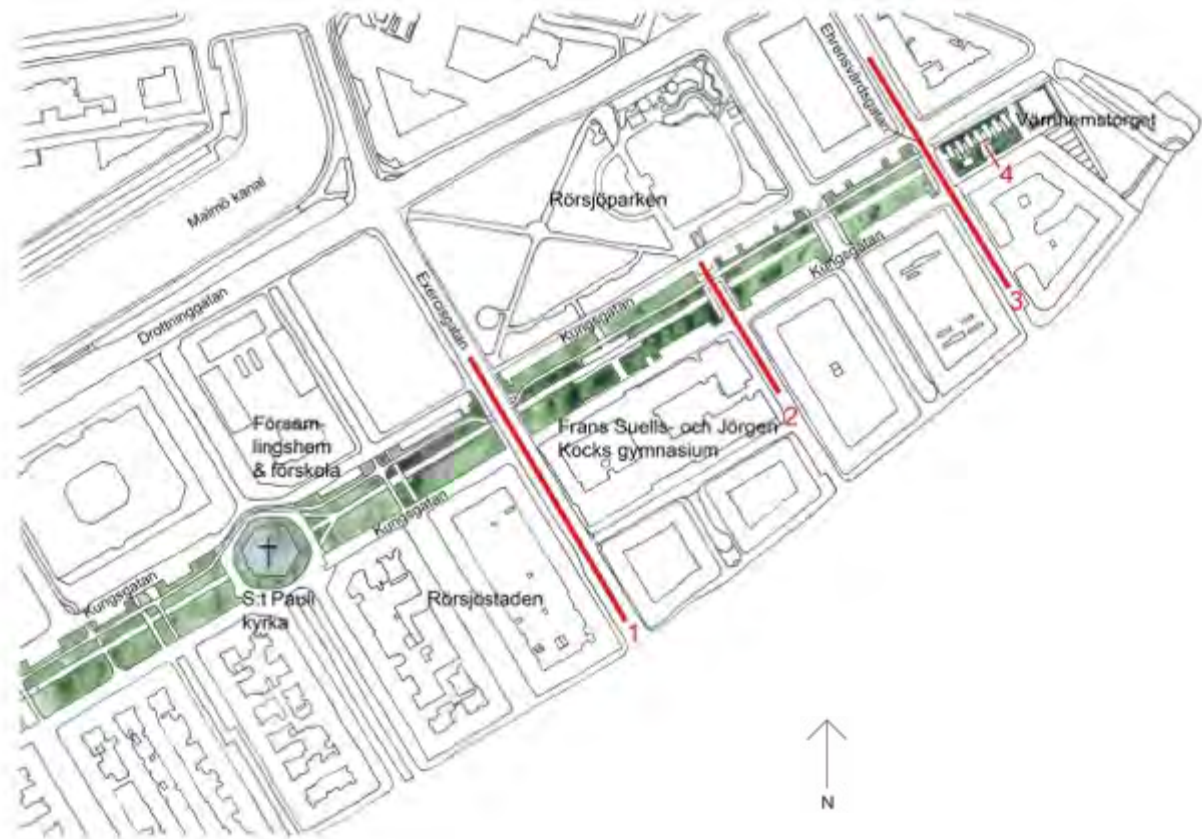 Ehrensvärdsgatan
Värnhemstorget
4
Malmö kanal
Rörsjöparken
Kungsgatan
3
Exercisgatan
Drottninggatan
Kungsgatan
2
Försam-
lingshem
& förskola
Frans Suells- och Jörgen
Kocks gymnasium
Kungsgatan
Kungsgatan
S:t Pauli
kyrka
Rörsjöstaden
1
N